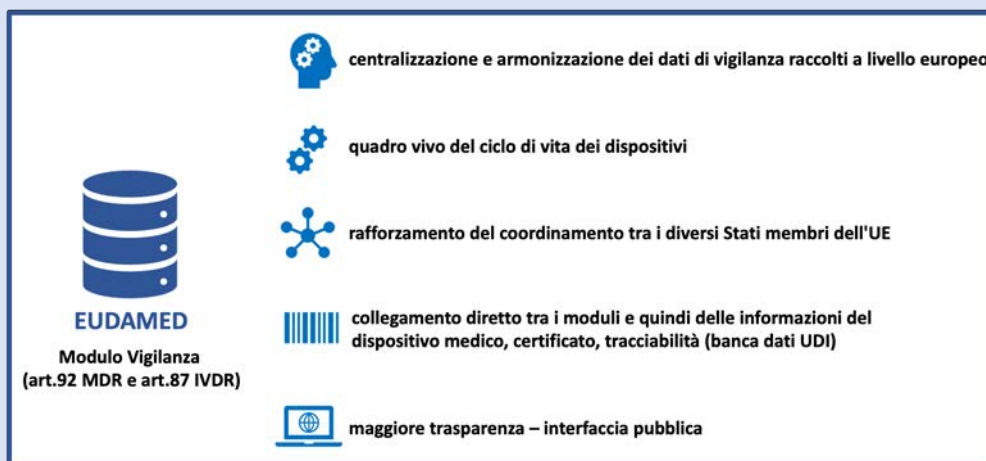 centralizzazione e armonizzazione dei dati di vigilanza raccolti a livello europeo
quadro vivo del ciclo di vita dei dispositivi
rafforzamento del coordinamento tra i diversi Stati membri dell'UE
EUDAMED
Modulo Vigilanza
(art.92 MDR e art.87 IVDR)
collegamento diretto tra i moduli e quindi delle informazioni del
dispositivo medico, certificato, tracciabilità (banca dati UDI)
maggiore trasparenza – interfaccia pubblica